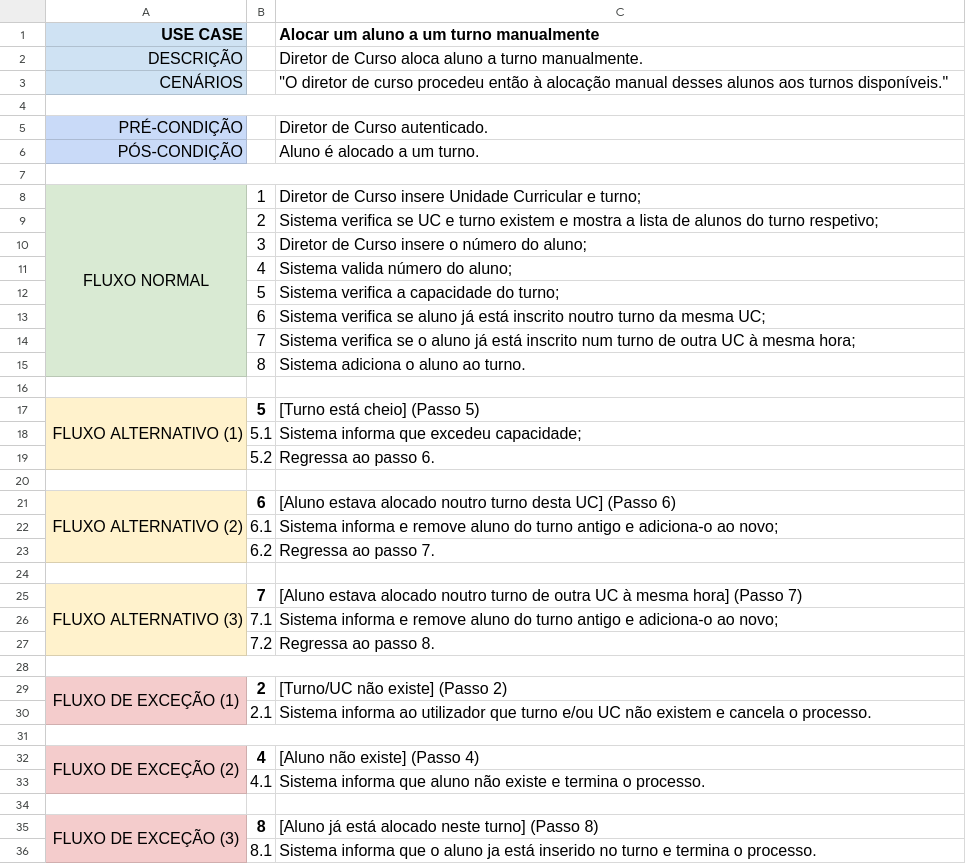 A B C
1 USE CASE Alocar um aluno a um turno manualmente
2 DESCRIÇÃO Diretor de Curso aloca aluno a turno manualmente.
3 CENÁRIOS "O diretor de curso procedeu então à alocação manual desses alunos aos turnos disponíveis."
4
5 PRÉ-CONDIÇÃO Diretor de Curso autenticado.
6 PÓS-CONDIÇÃO Aluno é alocado a um turno.
7
8 1 Diretor de Curso insere Unidade Curricular e turno;
9 2 Sistema verifica se UC e turno existem e mostra a lista de alunos do turno respetivo;
10 3 Diretor de Curso insere o número do aluno;
11 4 Sistema valida número do aluno;
FLUXO NORMAL
12 5 Sistema verifica a capacidade do turno;
13 6 Sistema verifica se aluno já está inscrito noutro turno da mesma UC;
14 7 Sistema verifica se o aluno já está inscrito num turno de outra UC à mesma hora;
15 8 Sistema adiciona o aluno ao turno.
16
17 5 [Turno está cheio] (Passo 5)
18 FLUXO ALTERNATIVO (1) 5.1 Sistema informa que excedeu capacidade;
19 5.2 Regressa ao passo 6.
20
21 6 [Aluno estava alocado noutro turno desta UC] (Passo 6)
22 FLUXO ALTERNATIVO (2) 6.1 Sistema informa e remove aluno do turno antigo e adiciona-o ao novo;
23 6.2 Regressa ao passo 7.
24
25 7 [Aluno estava alocado noutro turno de outra UC à mesma hora] (Passo 7)
26 FLUXO ALTERNATIVO (3) 7.1 Sistema informa e remove aluno do turno antigo e adiciona-o ao novo;
27 7.2 Regressa ao passo 8.
28
29 2 [Turno/UC não existe] (Passo 2)
FLUXO DE EXCEÇÃO (1)
30 2.1 Sistema informa ao utilizador que turno e/ou UC não existem e cancela o processo.
31
32 4 [Aluno não existe] (Passo 4)
FLUXO DE EXCEÇÃO (2)
33 4.1 Sistema informa que aluno não existe e termina o processo.
34
35 8 [Aluno já está alocado neste turno] (Passo 8)
FLUXO DE EXCEÇÃO (3)
36 8.1 Sistema informa que o aluno ja está inserido no turno e termina o processo.